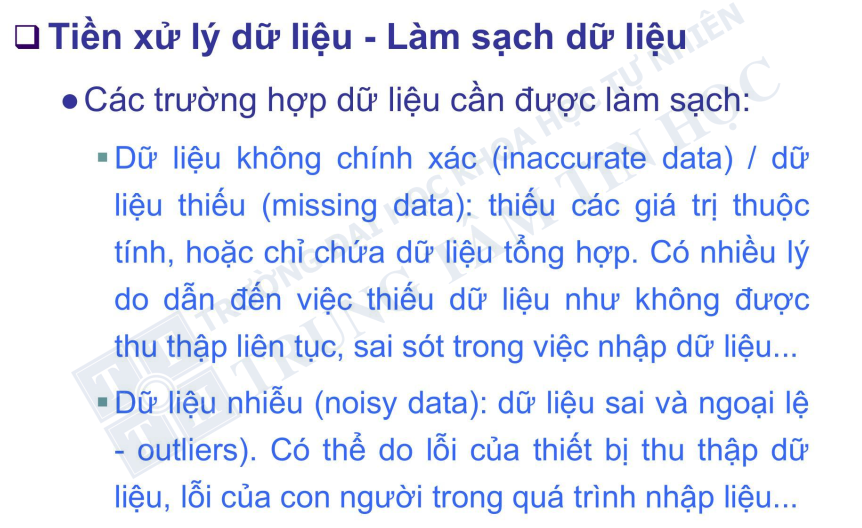 Tiền xử lý dữ liệu - Làm sạch dữ liệu
Các trường hợp dữ liệu cần được làm sạch:
Dữ liệu không chính xác (inaccurate data) / dữ
liệu thiếu (missing data): thiếu các giá trị thuộc
tính, hoặc chỉ chứa dữ liệu tổng hợp. Có nhiều lý
do dẫn đến việc thiếu dữ liệu như không được
thu thập liên tục, sai sót trong việc nhập dữ liệu...
Dữ liệu nhiễu (noisy data): dữ liệu sai và ngoại lệ
- outliers). Có thể do lỗi của thiết bị thu thập dữ
liệu, lỗi của con người trong quá trình nhập liệu...
TRƯỜNG ĐẠI HỌC KHOA HỌC TỰ NHIÊN
TRUNG TÂM TIN HỌC